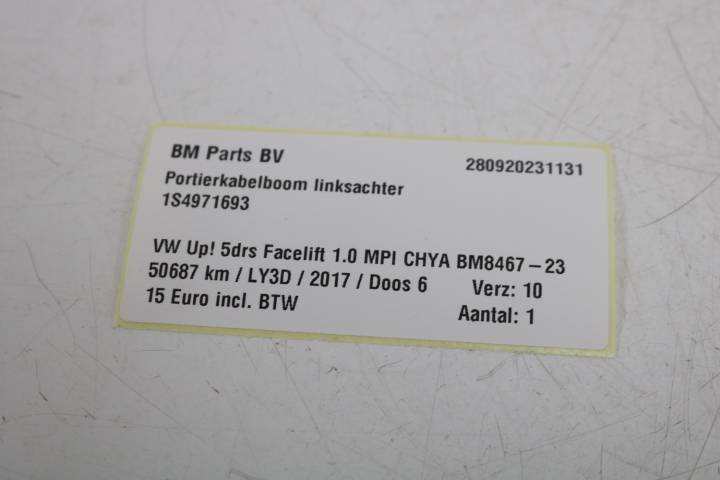 BM Parts BV 280920231131
Portierkabelboom linksachter
1S4971693
VW Up! 5drs Facelift 1.0 MPI CHYA BM8467-23
50687 km / LY3D / 2017 / Doos 6 Verz: 10
15 Euro incl. BTW Aantal: 1